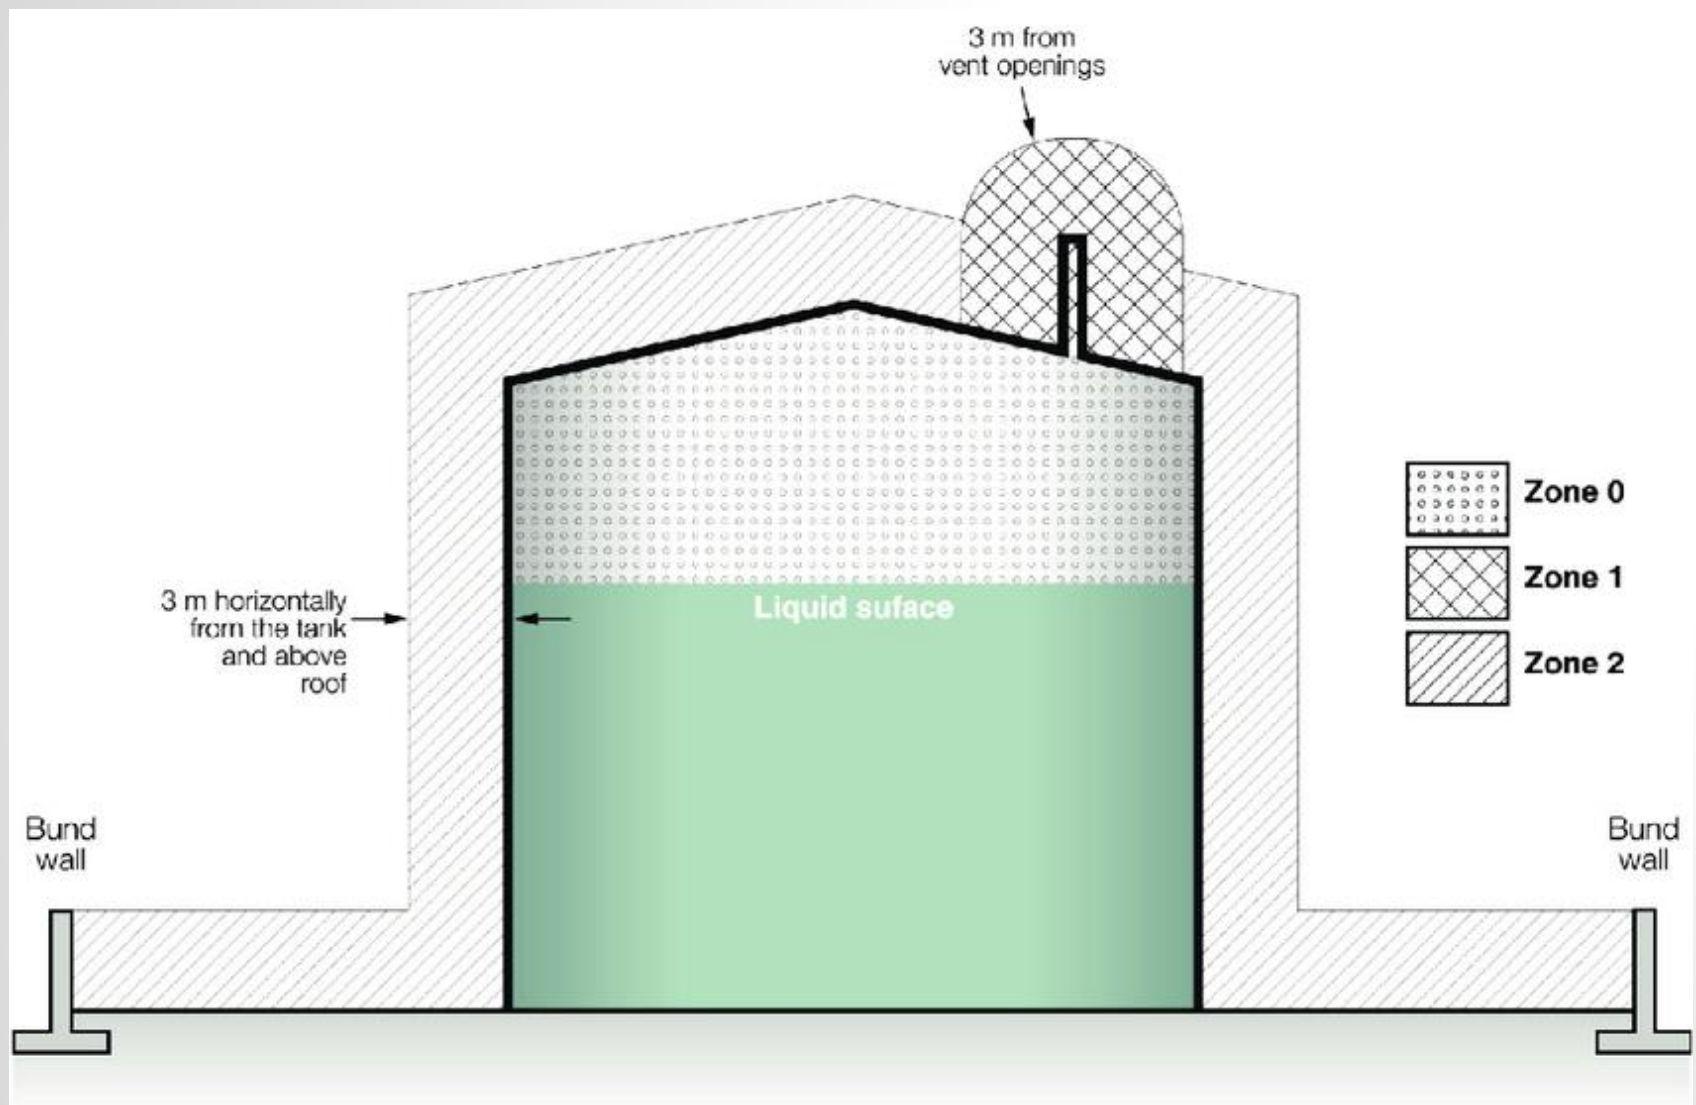 3 m from
vent openings
Zone 0
Zone 1
3 m horizontally
from the tank
and above
roof
Liquid suface
Zone 2
Bund
wall
Bund
wall